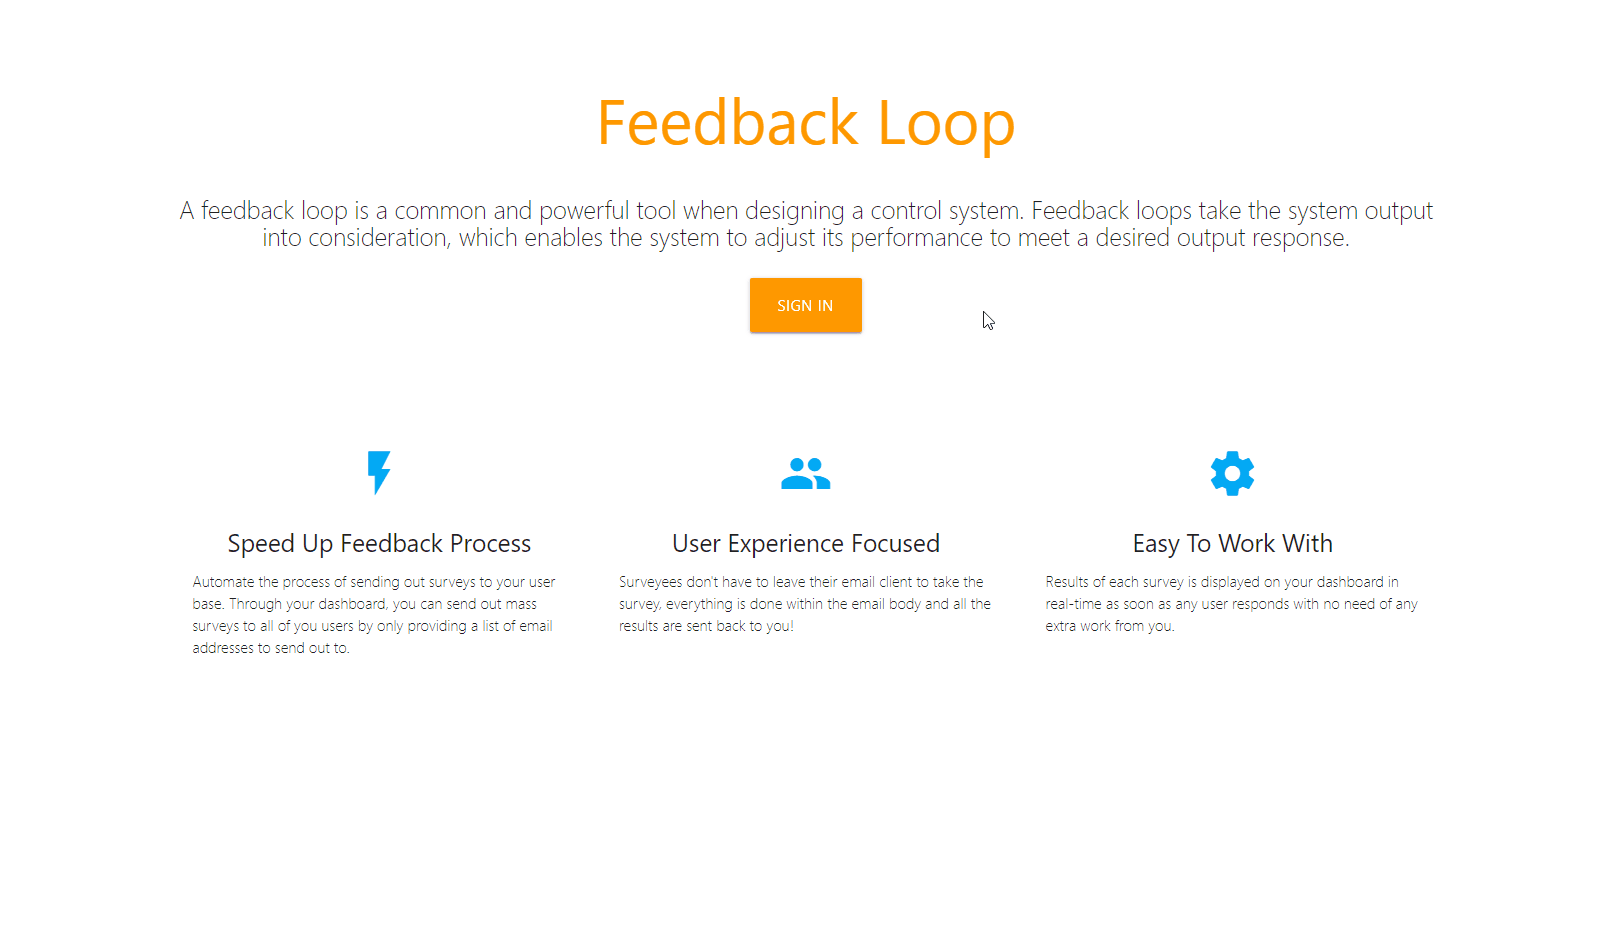 Feedback Loop
A feedback loop is a common and powerful tool when designing a control system. Feedback loops take the system output
into consideration, which enables the system to adjust its performance to meet a desired output response.
SIGN IN
Speed Up Feedback Process
Automate the process of sending out surveys to your user
base. Through your dashboard, you can send out mass
surveys to all of you users by only providing a list of email
addresses to send out to.
User Experience Focused
Surveyees don't have to leave their email client to take the
survey, everything is done within the email body and all the
results are sent back to you!
Easy To Work With
Results of each survey is displayed on your dashboard in
real-time as soon as any user responds with no need of any
extra work from you.